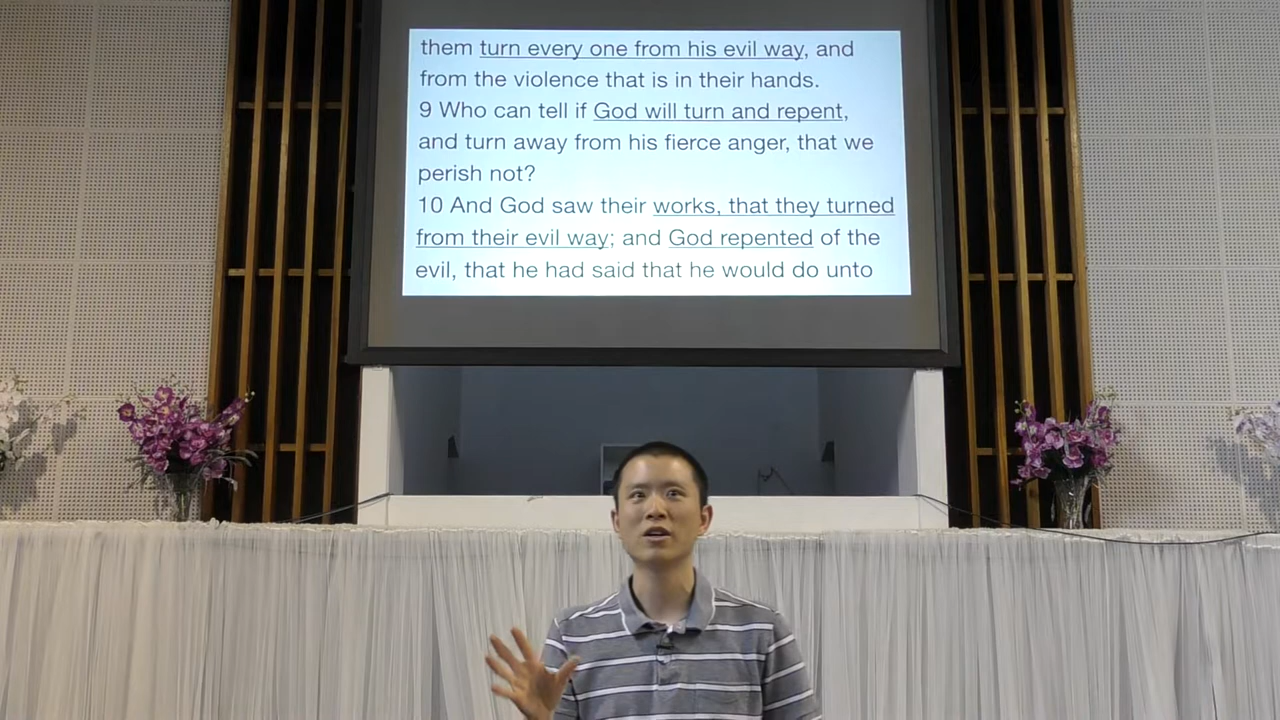 them turn every one from his evil way, and
from the violence that is in their hands.
9 Who can tell if God will turn and repent,
and turn away from his fierce anger, that we
perish not?
10 And God saw their works, that they turned
from their evil way; and God repented of the
evil, that he had said that he would do unto